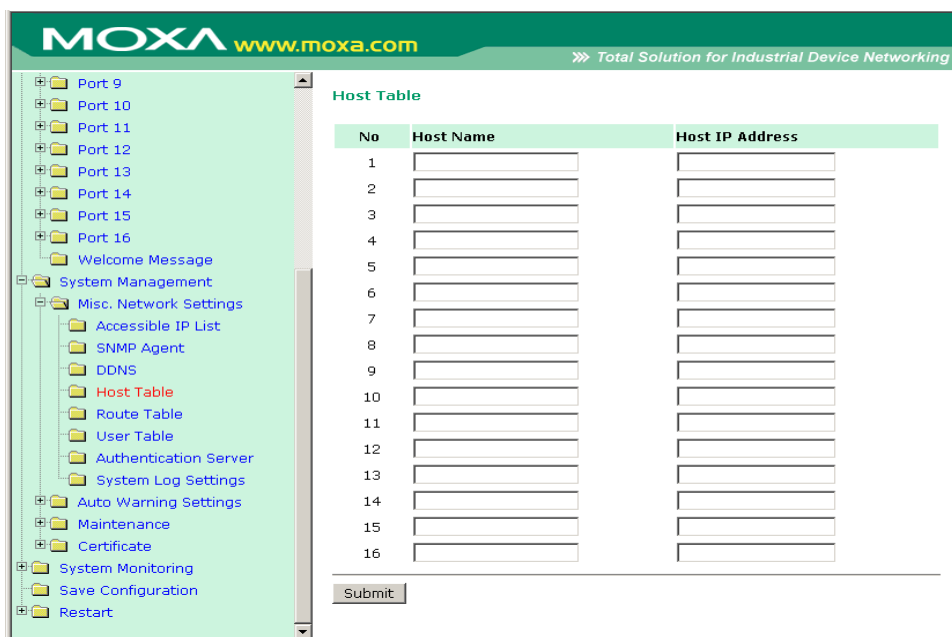 MOXA www.moxa.com
Total Solution for Industrial Device Networking
Port 9
Port 10
Port 11
Port 12
Port 13
Port 14
Port 15
Port 16
Welcome Message
System Management
Misc. Network Settings
Accessible IP List
SNMP Agent
DDNS
Host Table
Route Table
User Table
Authentication Server
System Log Settings
Auto Warning Settings
Maintenance
Certificate
System Monitoring
Save Configuration
Restart
Host Table
No Host Name Host IP Address
1
2
3
4
5
6
7
8
9
10
11
12
13
14
15
16
Submit